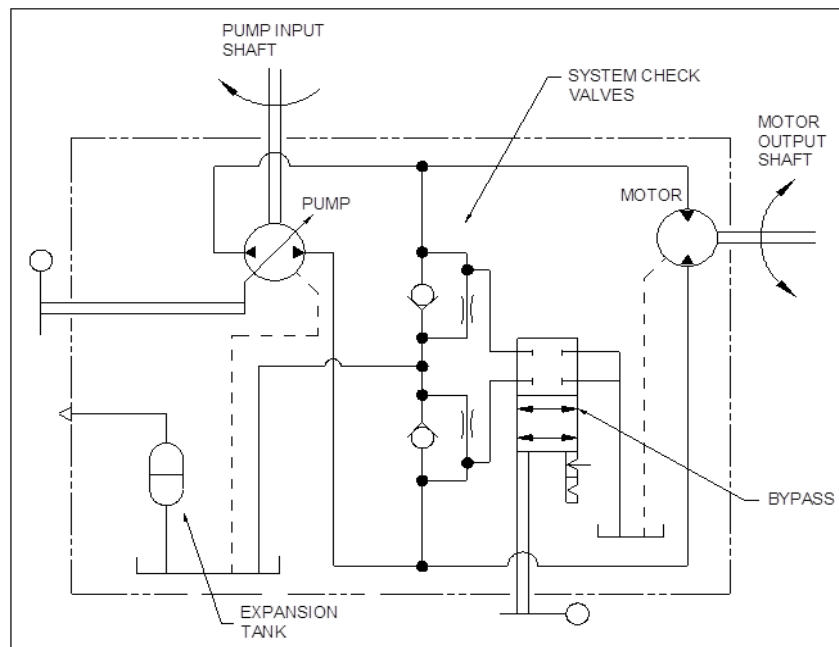 PUMP INPUT
SHAFT
SYSTEM CHECK
VALVES
MOTOR
OUTPUT
SHAFT
PUMP
MOTOR
BYPASS
EXPANSION
TANK